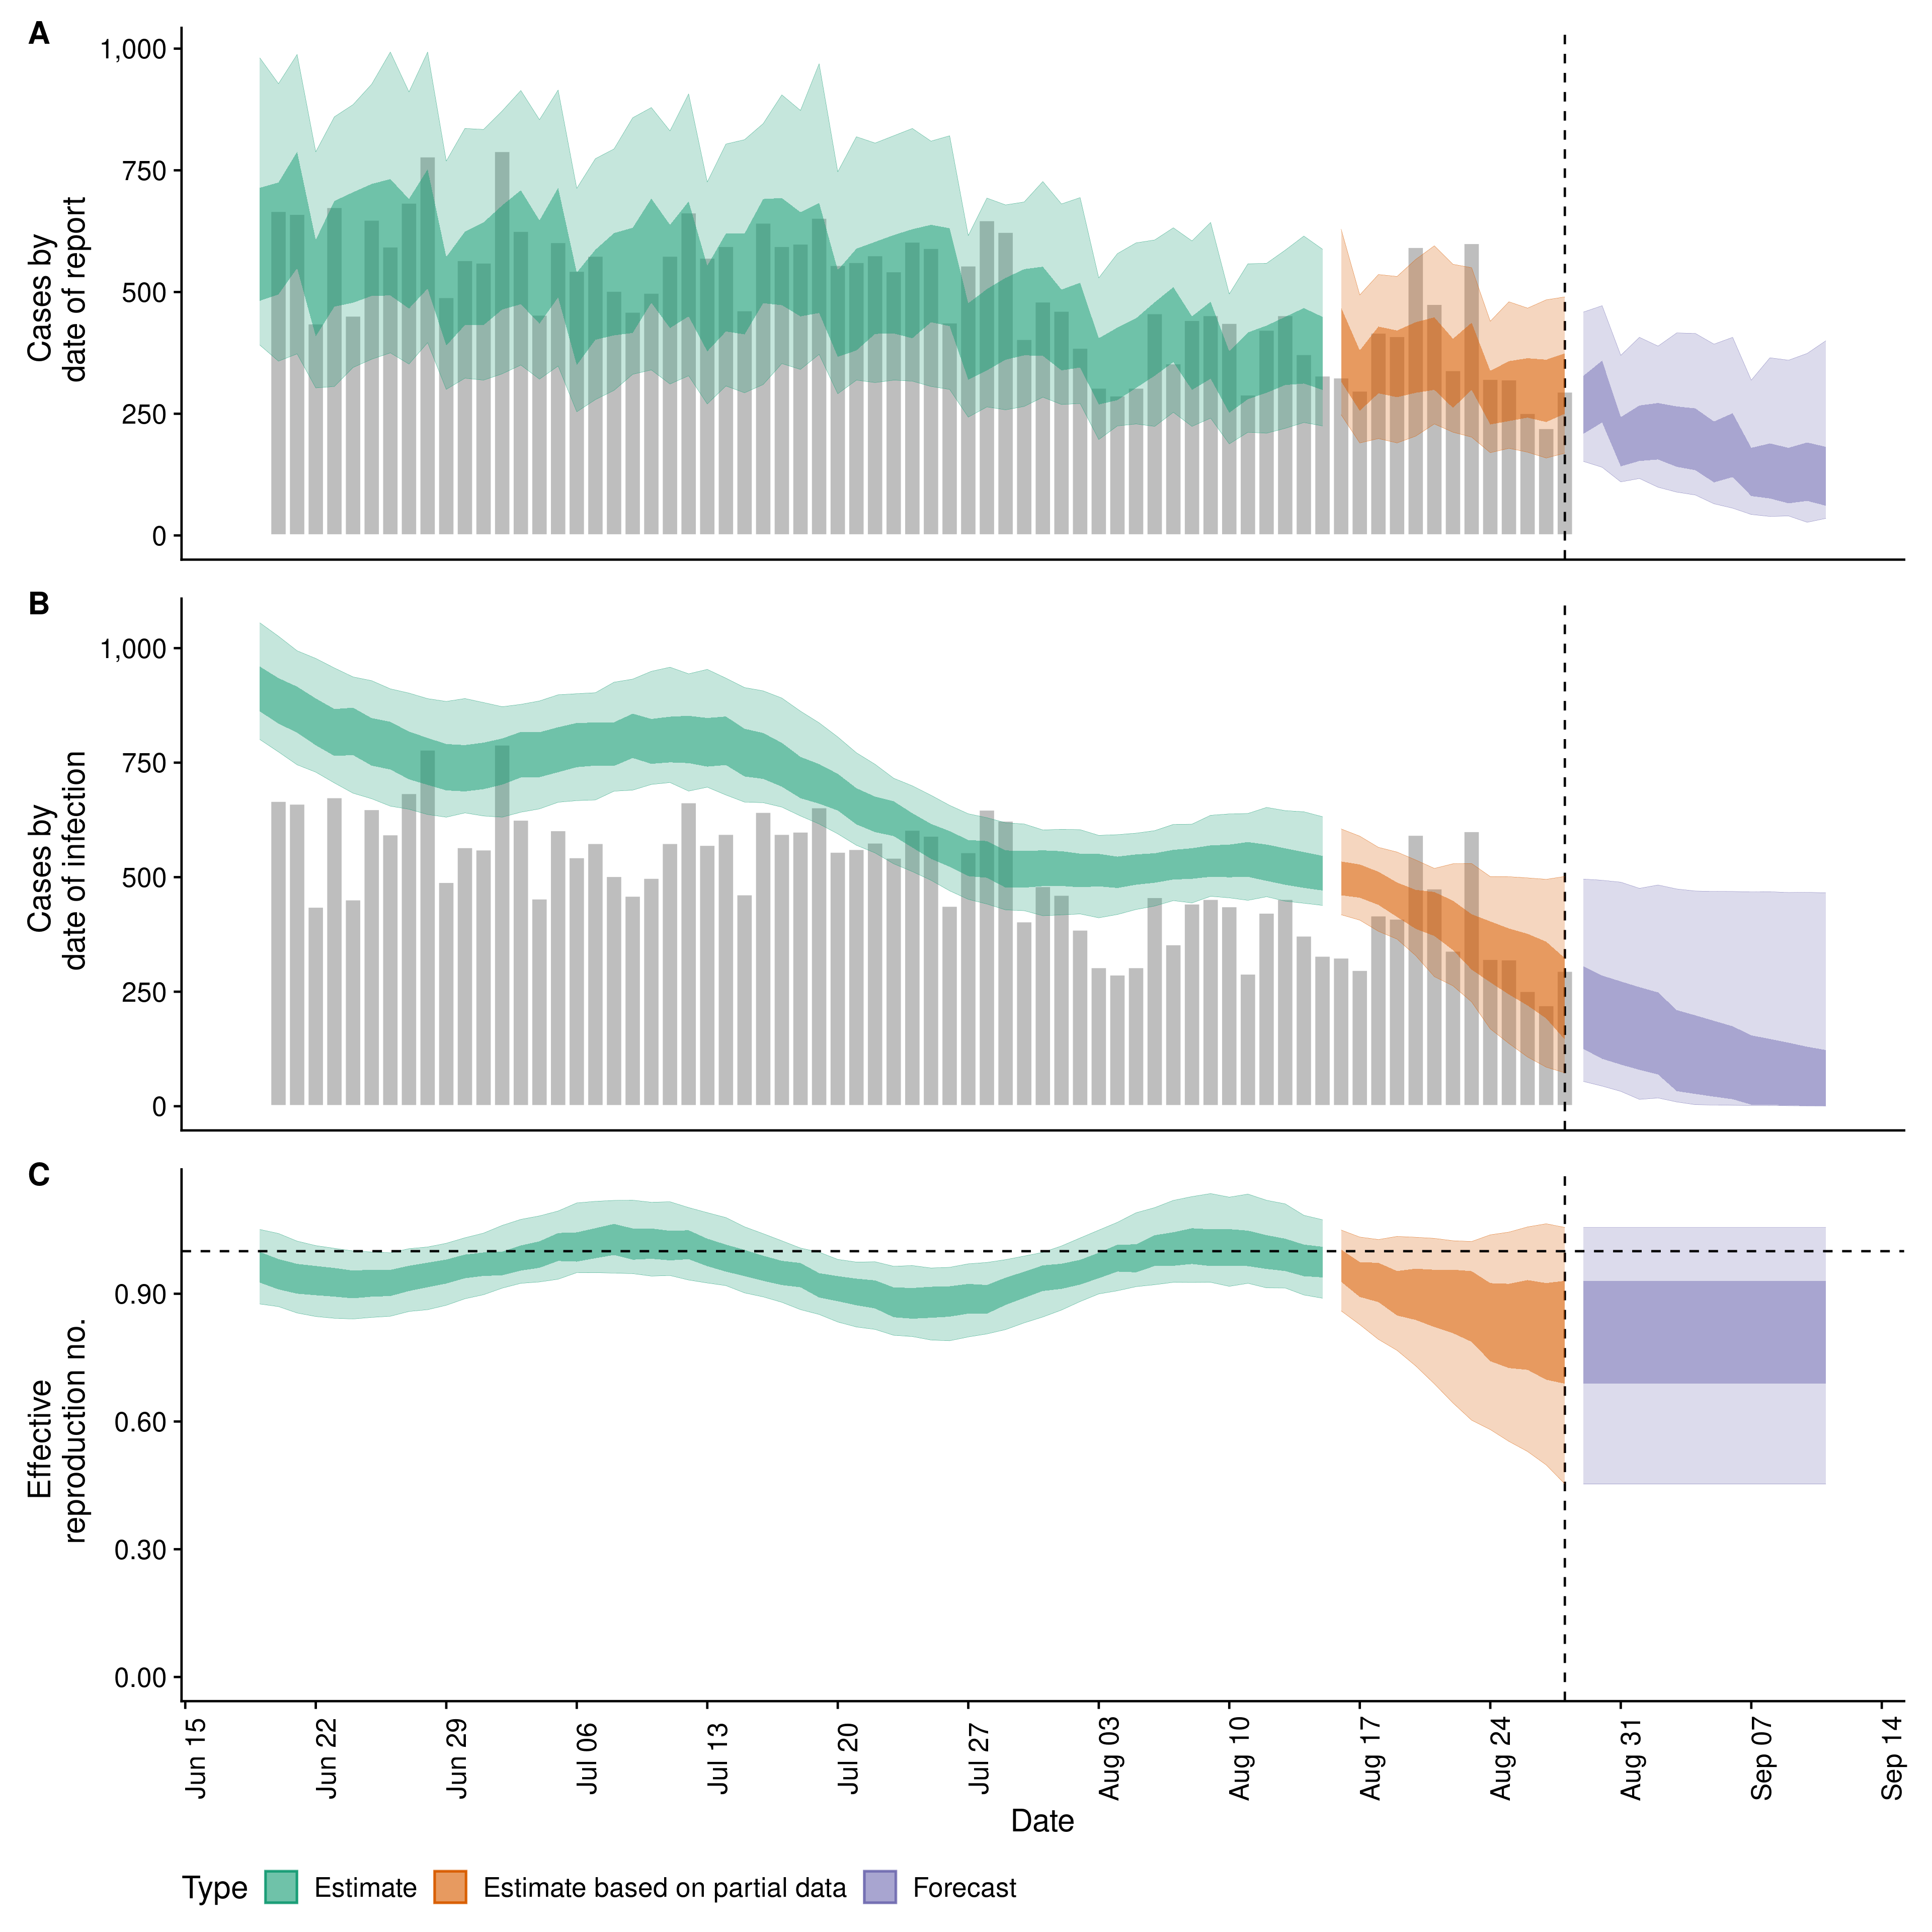 A
1,000
750
500
250
0
Cases by
date of report
B
1,000
750
500
250
0
Cases by
date of infection
C
0.90
0.60
0.30
0.00
Effective
reproduction no.
Jun 15
Jun 22
Jun 29
Jul 06
Jul 13
Jul 20
Jul 27
Aug 03
Aug 10
Aug 17
Aug 24
Aug 31
Sep 07
Sep 14
Date
Type Estimate Estimate based on partial data Forecast